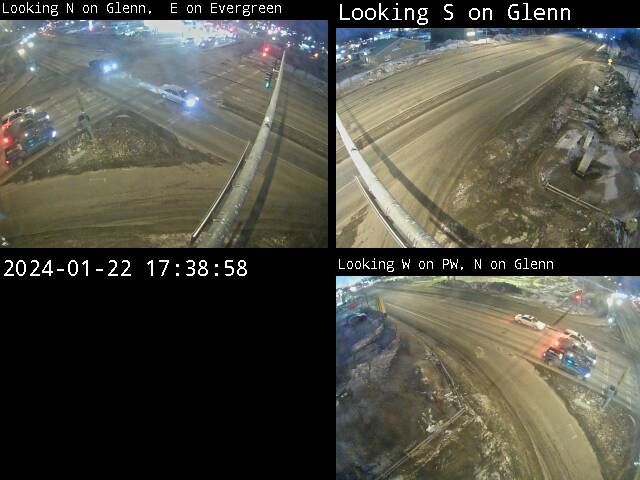 Looking N on Glenn,  E on Evergreen
Looking S on Glenn
2024-01-22 17:38:58
Looking W on PW, N on Glenn